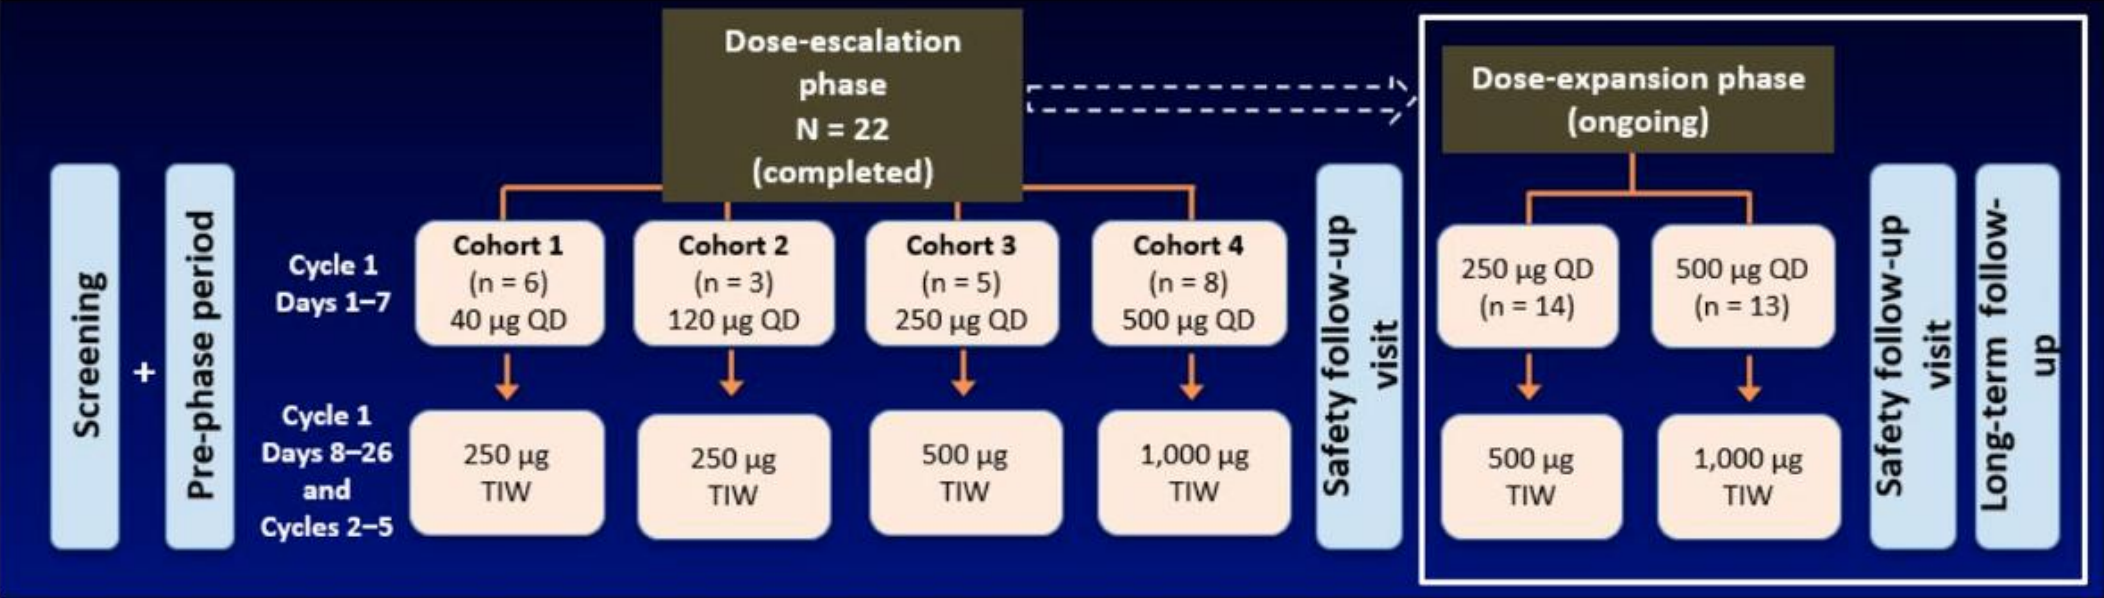 Dose-escalation
phase
N = 22
(completed)
Dose-expansion phase
(ongoing)
Screening
+
Pre-phase period
Cycle 1
Days 1–7
Cohort 1
(n = 6)
40 µg QD
Cohort 2
(n = 3)
120 µg QD
Cohort 3
(n = 5)
250 µg QD
Cohort 4
(n = 8)
500 µg QD
Cycle 1
Days 8–26
and
Cycles 2–5
250 µg
TIW
250 µg
TIW
500 µg
TIW
1,000 µg
TIW
Safety follow-up
visit
250 µg QD
(n = 14)
500 µg QD
(n = 13)
500 µg
TIW
1,000 µg
TIW
Safety follow-up
visit
Long-term follow-
up